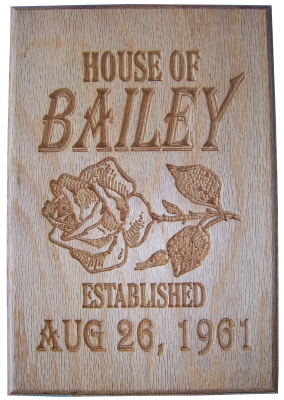 HOUSE OF
BAILEY
ESTABLISHED
AUG 26, 1961